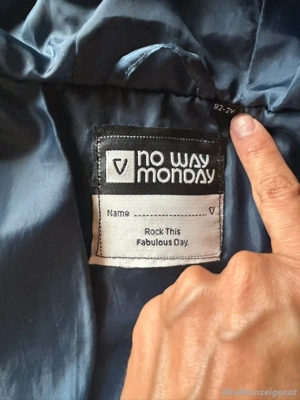 92-2Y
NO WAY
MONDAY
Name
Rock This
Fabulous Day.